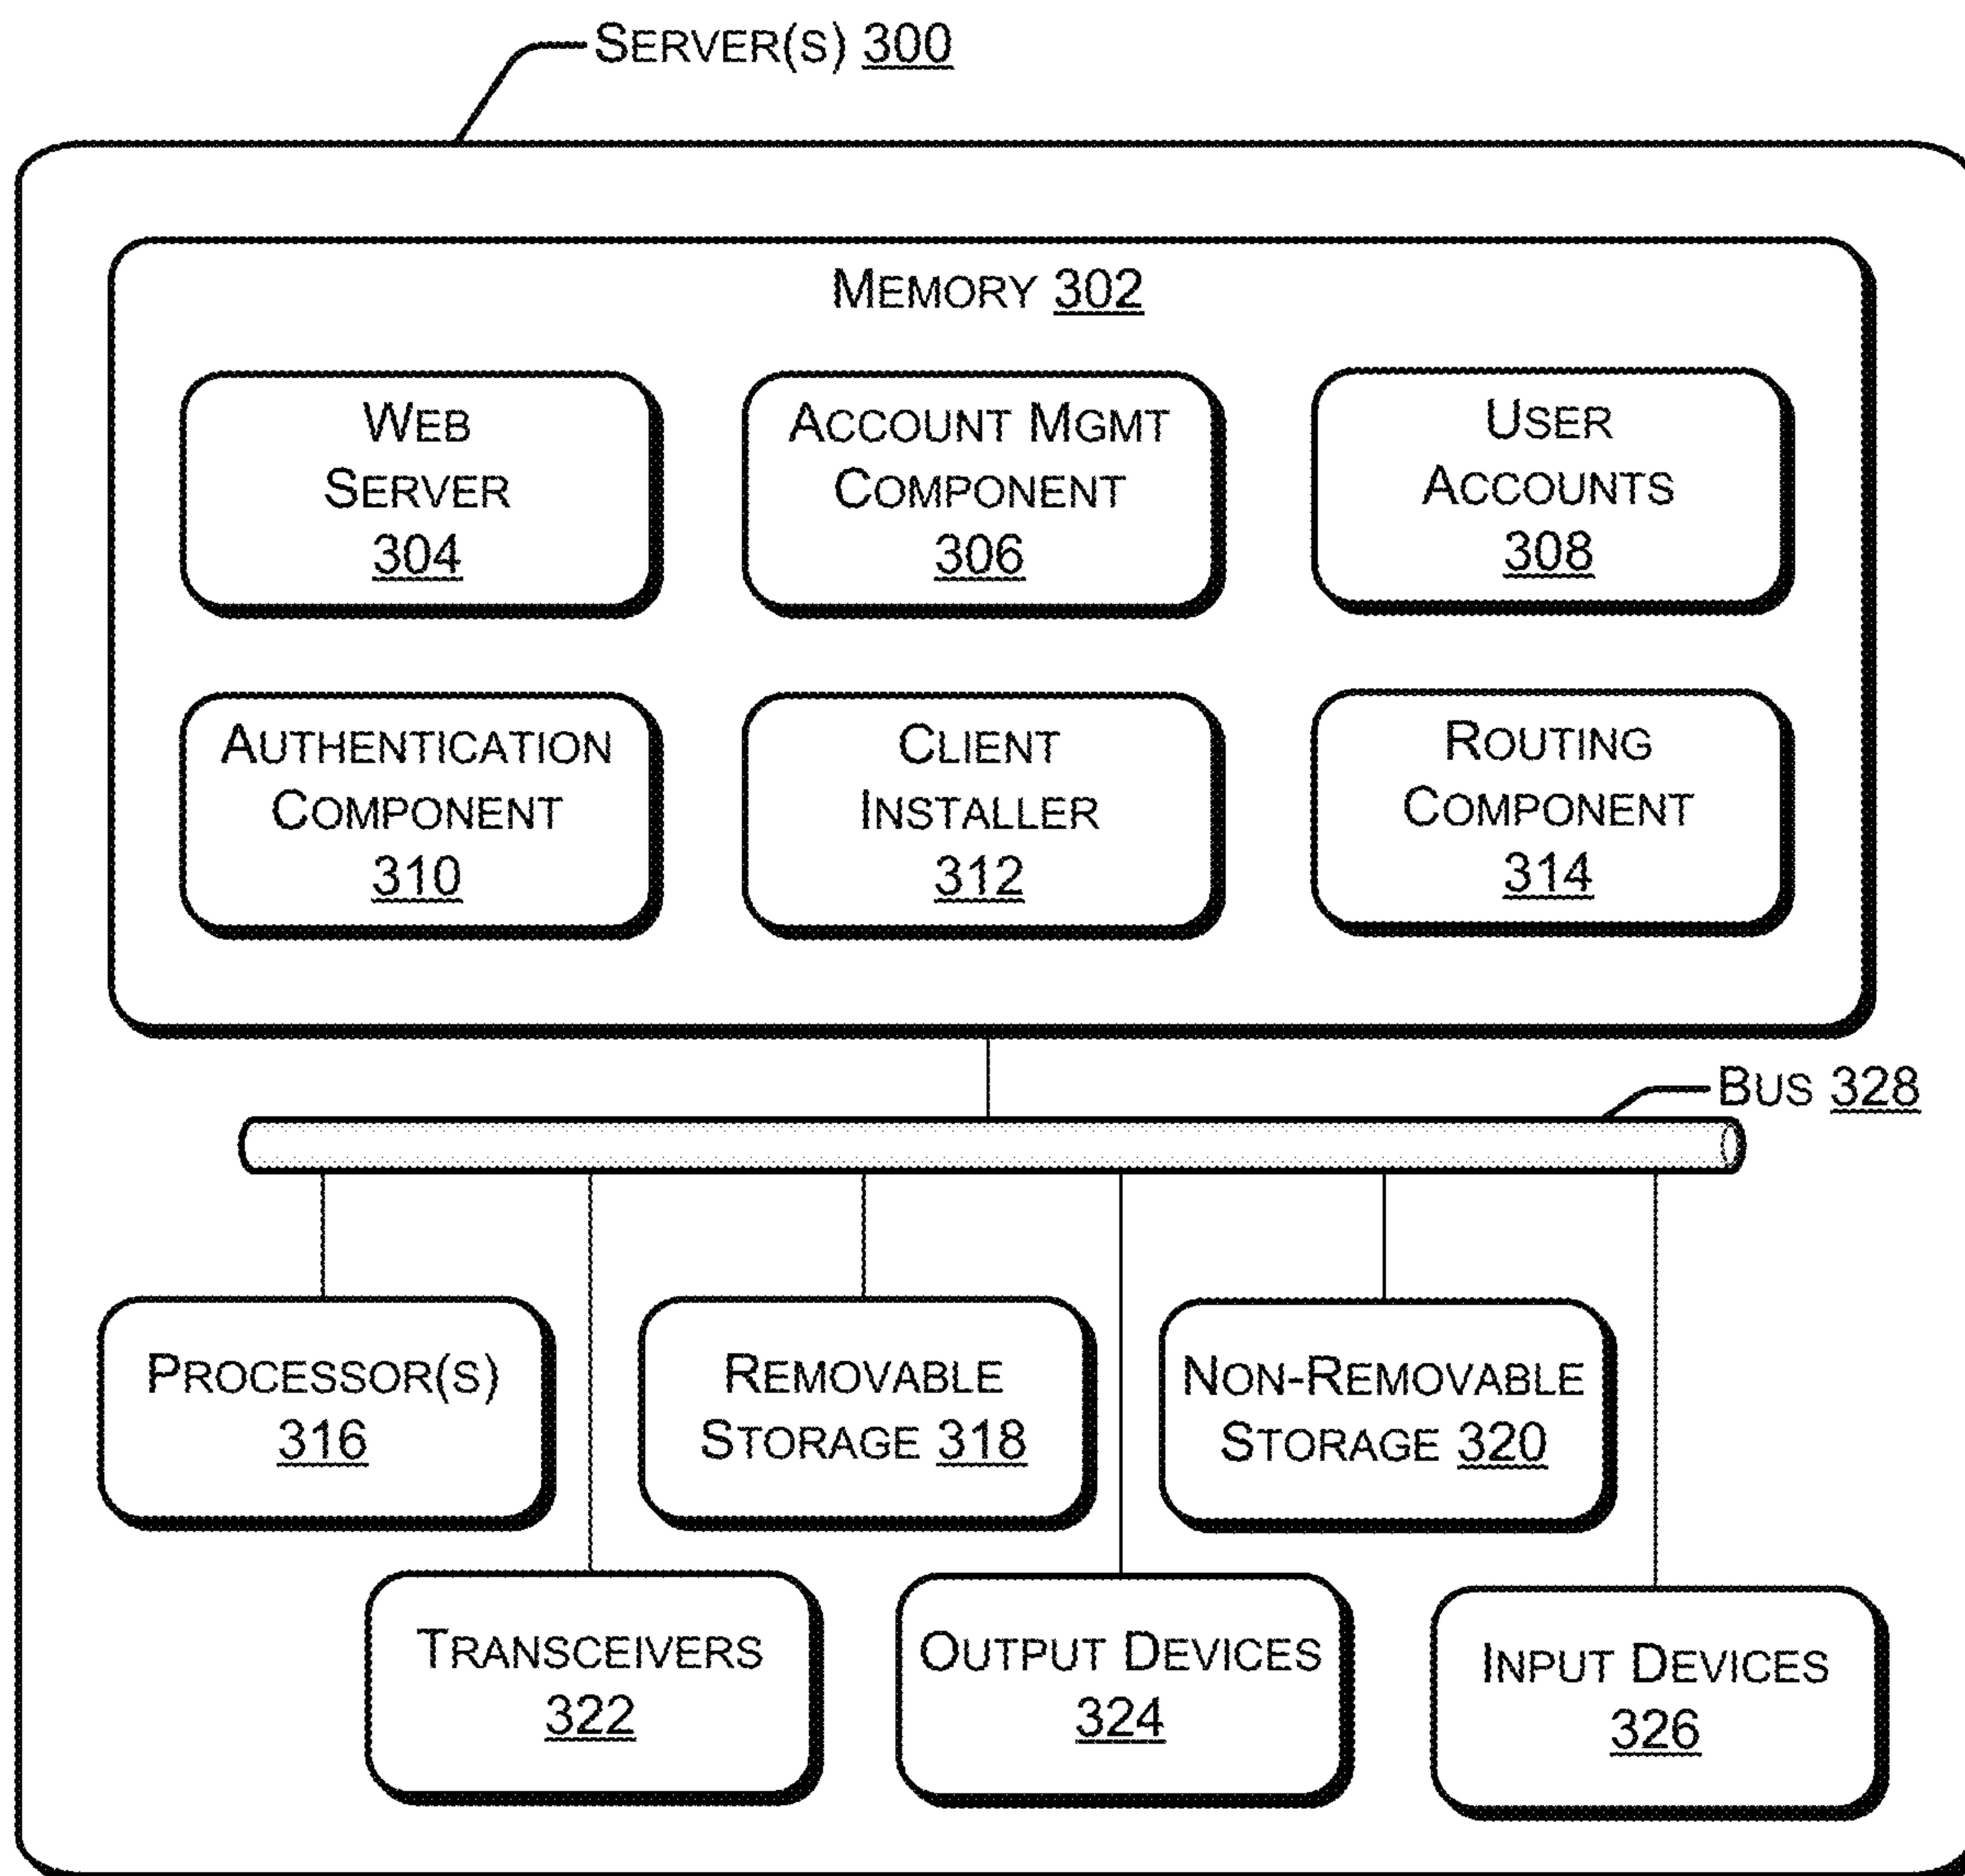 SERVER(S) 300
MEMORY 302
WEB
SERVER
304
ACCOUNT MGMT
COMPONENT
306
USER
ACCOUNTS
308
AUTHENTICATION
COMPONENT
310
CLIENT
INSTALLER
312
ROUTING
COMPONENT
314
BUS 328
PROCESSOR(S)
316
REMOVABLE
STORAGE 318
NON-REMOVABLE
STORAGE 320
TRANSCEIVERS
322
OUTPUT DEVICES
324
INPUT DEVICES
326